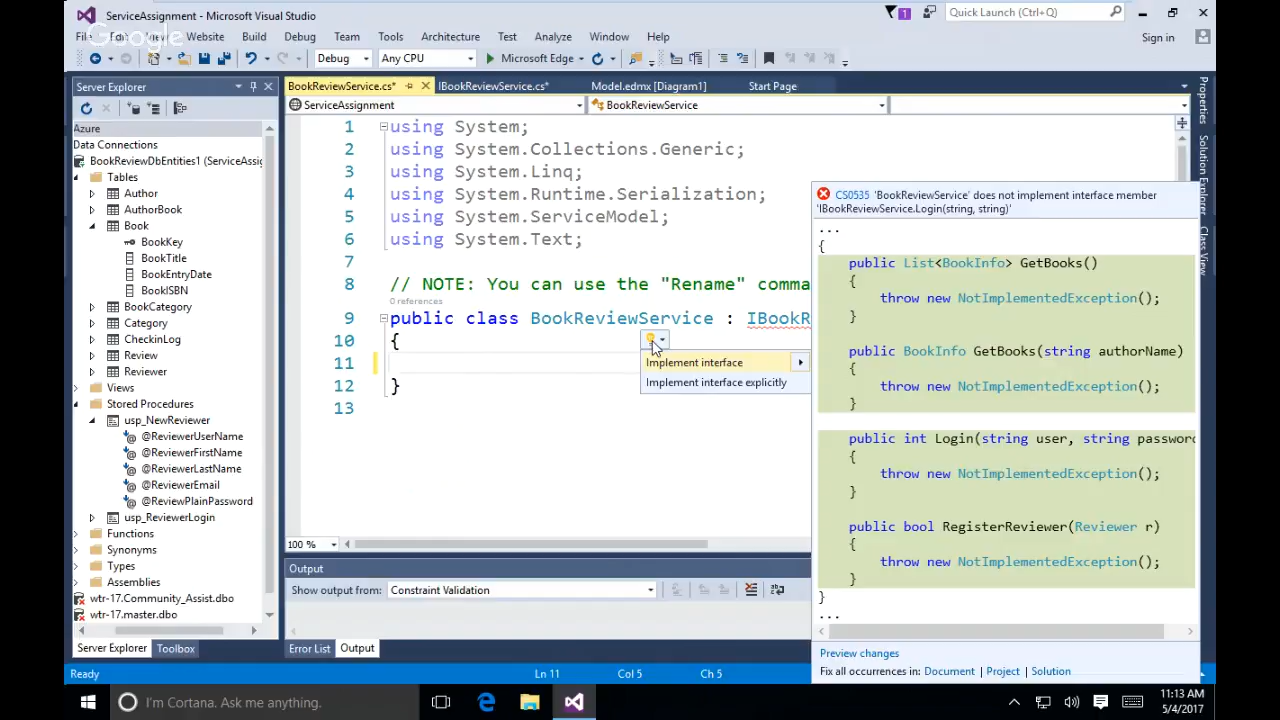 ServiceAssignment - Microsoft Visual Studio
1
Quick Launch (Ctrl+Q)
Google
Website Build Debug Team Tools Architecture Test Analyze Window Help
Sign in
Debug Any CPU Microsoft Edge
Server Explorer
BookReviewService.cs* IBookReviewService.cs* Model.edmx [Diagram1] Start Page
ServiceAssignment BookReviewService
Azure
Data Connections
BookReviewDbEntities1 (ServiceAssig
Tables
Author
AuthorBook
Book
BookKey
BookTitle
BookEntryDate
BookISBN
BookCategory
Category
CheckinLog
Review
Reviewer
Views
Stored Procedures
usp_NewReviewer
@ReviewerUserName
@ReviewerFirstName
@ReviewerLastName
@ReviewerEmail
@ReviewPlainPassword
usp_ReviewerLogin
Functions
Synonyms
Types
Assemblies
wtr-17.Community_Assist.dbo
wtr-17.master.dbo
Server Explorer Toolbox
1 using System;
2 using System.Collections.Generic;
3 using System.Linq;
4 using System.Runtime.Serialization;
5 using System.ServiceModel;
6 using System.Text;
7
8 // NOTE: You can use the "Rename" comma
0 references
9 public class BookReviewService : IBookR
10 {
11
12 }
13
Implement interface
Implement interface explicitly
CS0535 'BookReviewService' does not implement interface member
'IBookReviewService.Login(string, string)'
...
{
public List<BookInfo> GetBooks()
{
throw new NotImplementedException();
}
public BookInfo GetBooks(string authorName)
{
throw new NotImplementedException();
}
public int Login(string user, string password
{
throw new NotImplementedException();
}
public bool RegisterReviewer(Reviewer r)
{
throw new NotImplementedException();
}
}
...
Preview changes
Fix all occurrences in: Document | Project | Solution
Properties
Solution Explorer
Class View
100 %
Output
Show output from: Constraint Validation
Error List Output
Ready Ln 11 Col 5 Ch 5
I'm Cortana. Ask me anything.
11:13 AM
5/4/2017